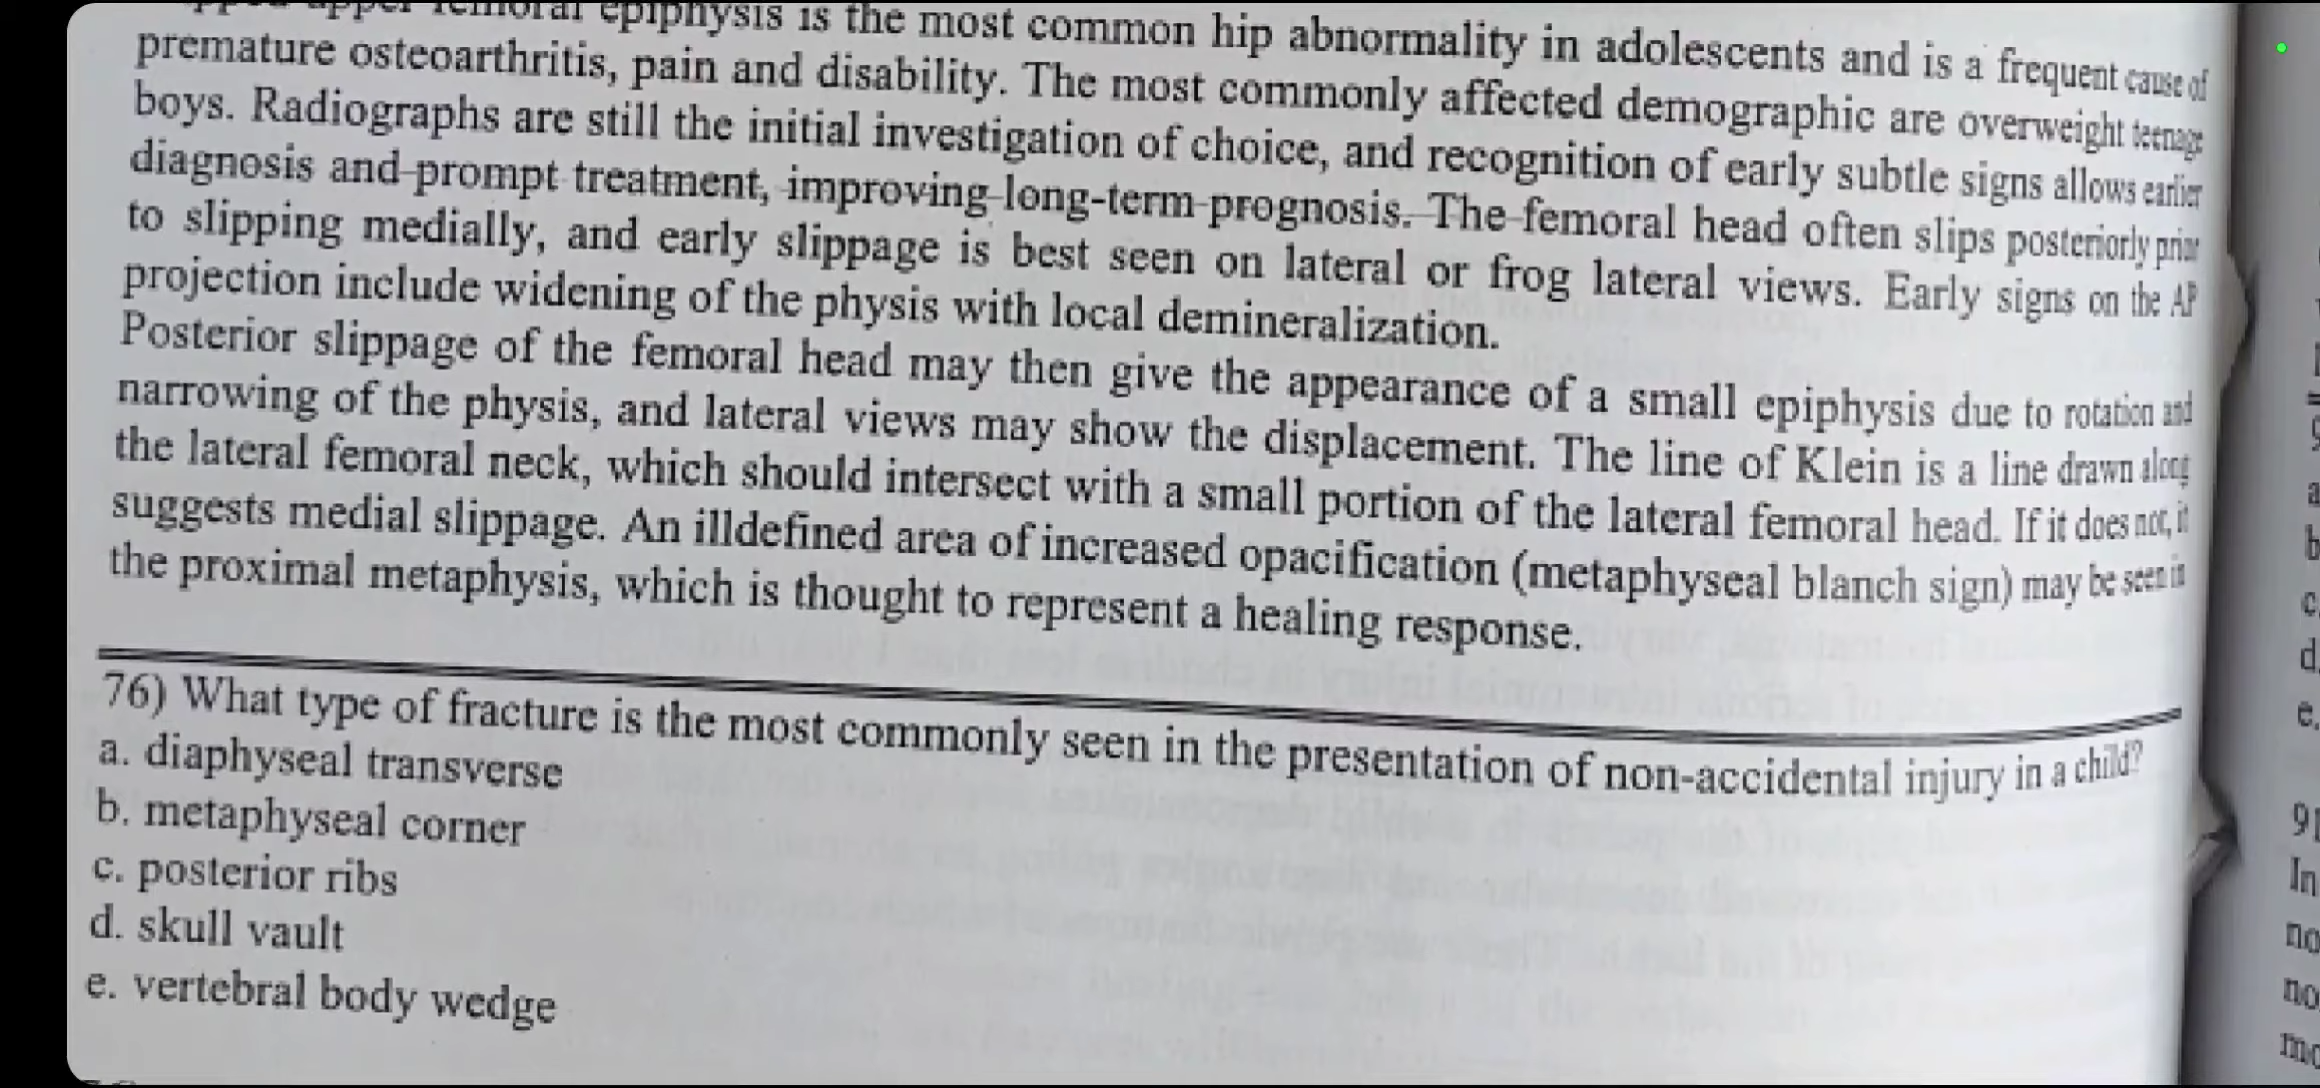 upper femoral epiphysis is the most common hip abnormality in adolescents and is a frequent cause of
premature osteoarthritis, pain and disability. The most commonly affected demographic are overweight teenage
boys. Radiographs are still the initial investigation of choice, and recognition of early subtle signs allows earlier
diagnosis and prompt treatment, improving long-term prognosis. The femoral head often slips posteriorly prior
to slipping medially, and early slippage is best seen on lateral or frog lateral views. Early signs on the AP
projection include widening of the physis with local demineralization.
Posterior slippage of the femoral head may then give the appearance of a small epiphysis due to rotation and
narrowing of the physis, and lateral views may show the displacement. The line of Klein is a line drawn along
the lateral femoral neck, which should intersect with a small portion of the lateral femoral head. If it does not, it
suggests medial slippage. An illdefined area of increased opacification (metaphyseal blanch sign) may be seen in
the proximal metaphysis, which is thought to represent a healing response.
76) What type of fracture is the most commonly seen in the presentation of non-accidental injury in a child?
a. diaphyseal transverse
b. metaphyseal corner
c. posterior ribs
d. skull vault
e. vertebral body wedge
a
b
c.
d.
e.
91
In
no
no